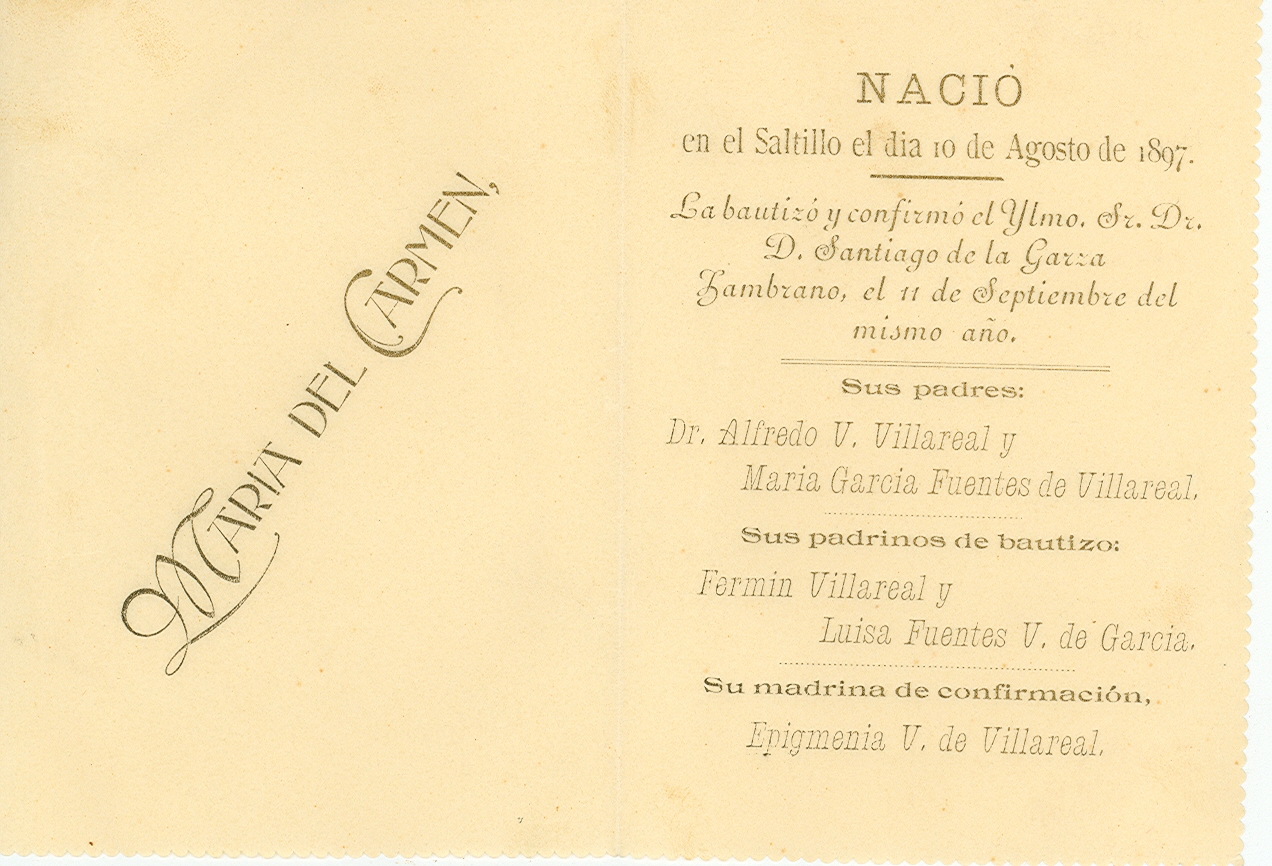 MARIA DEL CARMEN,
NACIÓ
en el Saltillo el dia 10 de Agosto de 1897.
La bautizó y confirmó el Ylmo. Sr. Dr.
D. Santiago de la Garza
Zambrano, el 11 de Septiembre del
mismo año.
Sus padres:
Dr. Alfredo V. Villareal y
Maria Garcia Fuentes de Villareal.
Sus padrinos de bautizo:
Fermin Villareal y
Luisa Fuentes V. de Garcia.
Su madrina de confirmación,
Epigmenia V. de Villareal.